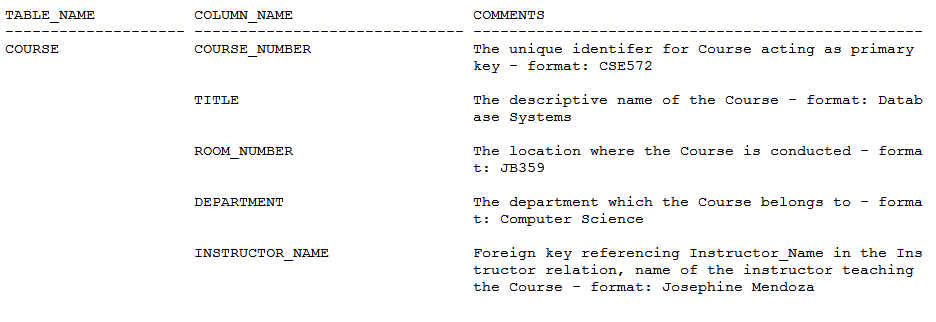 TABLE_NAME COLUMN_NAME COMMENTS
-------------------- ------------------------------ --------------------------------------------------
COURSE COURSE_NUMBER The unique identifer for Course acting as primary
key - format: CSE572
TITLE The descriptive name of the Course - format: Datab
ase Systems
ROOM_NUMBER The location where the Course is conducted - forma
t: JB359
DEPARTMENT The department which the Course belongs to - forma
t: Computer Science
INSTRUCTOR_NAME Foreign key referencing Instructor_Name in the Ins
tructor relation, name of the instructor teaching
the Course - format: Josephine Mendoza